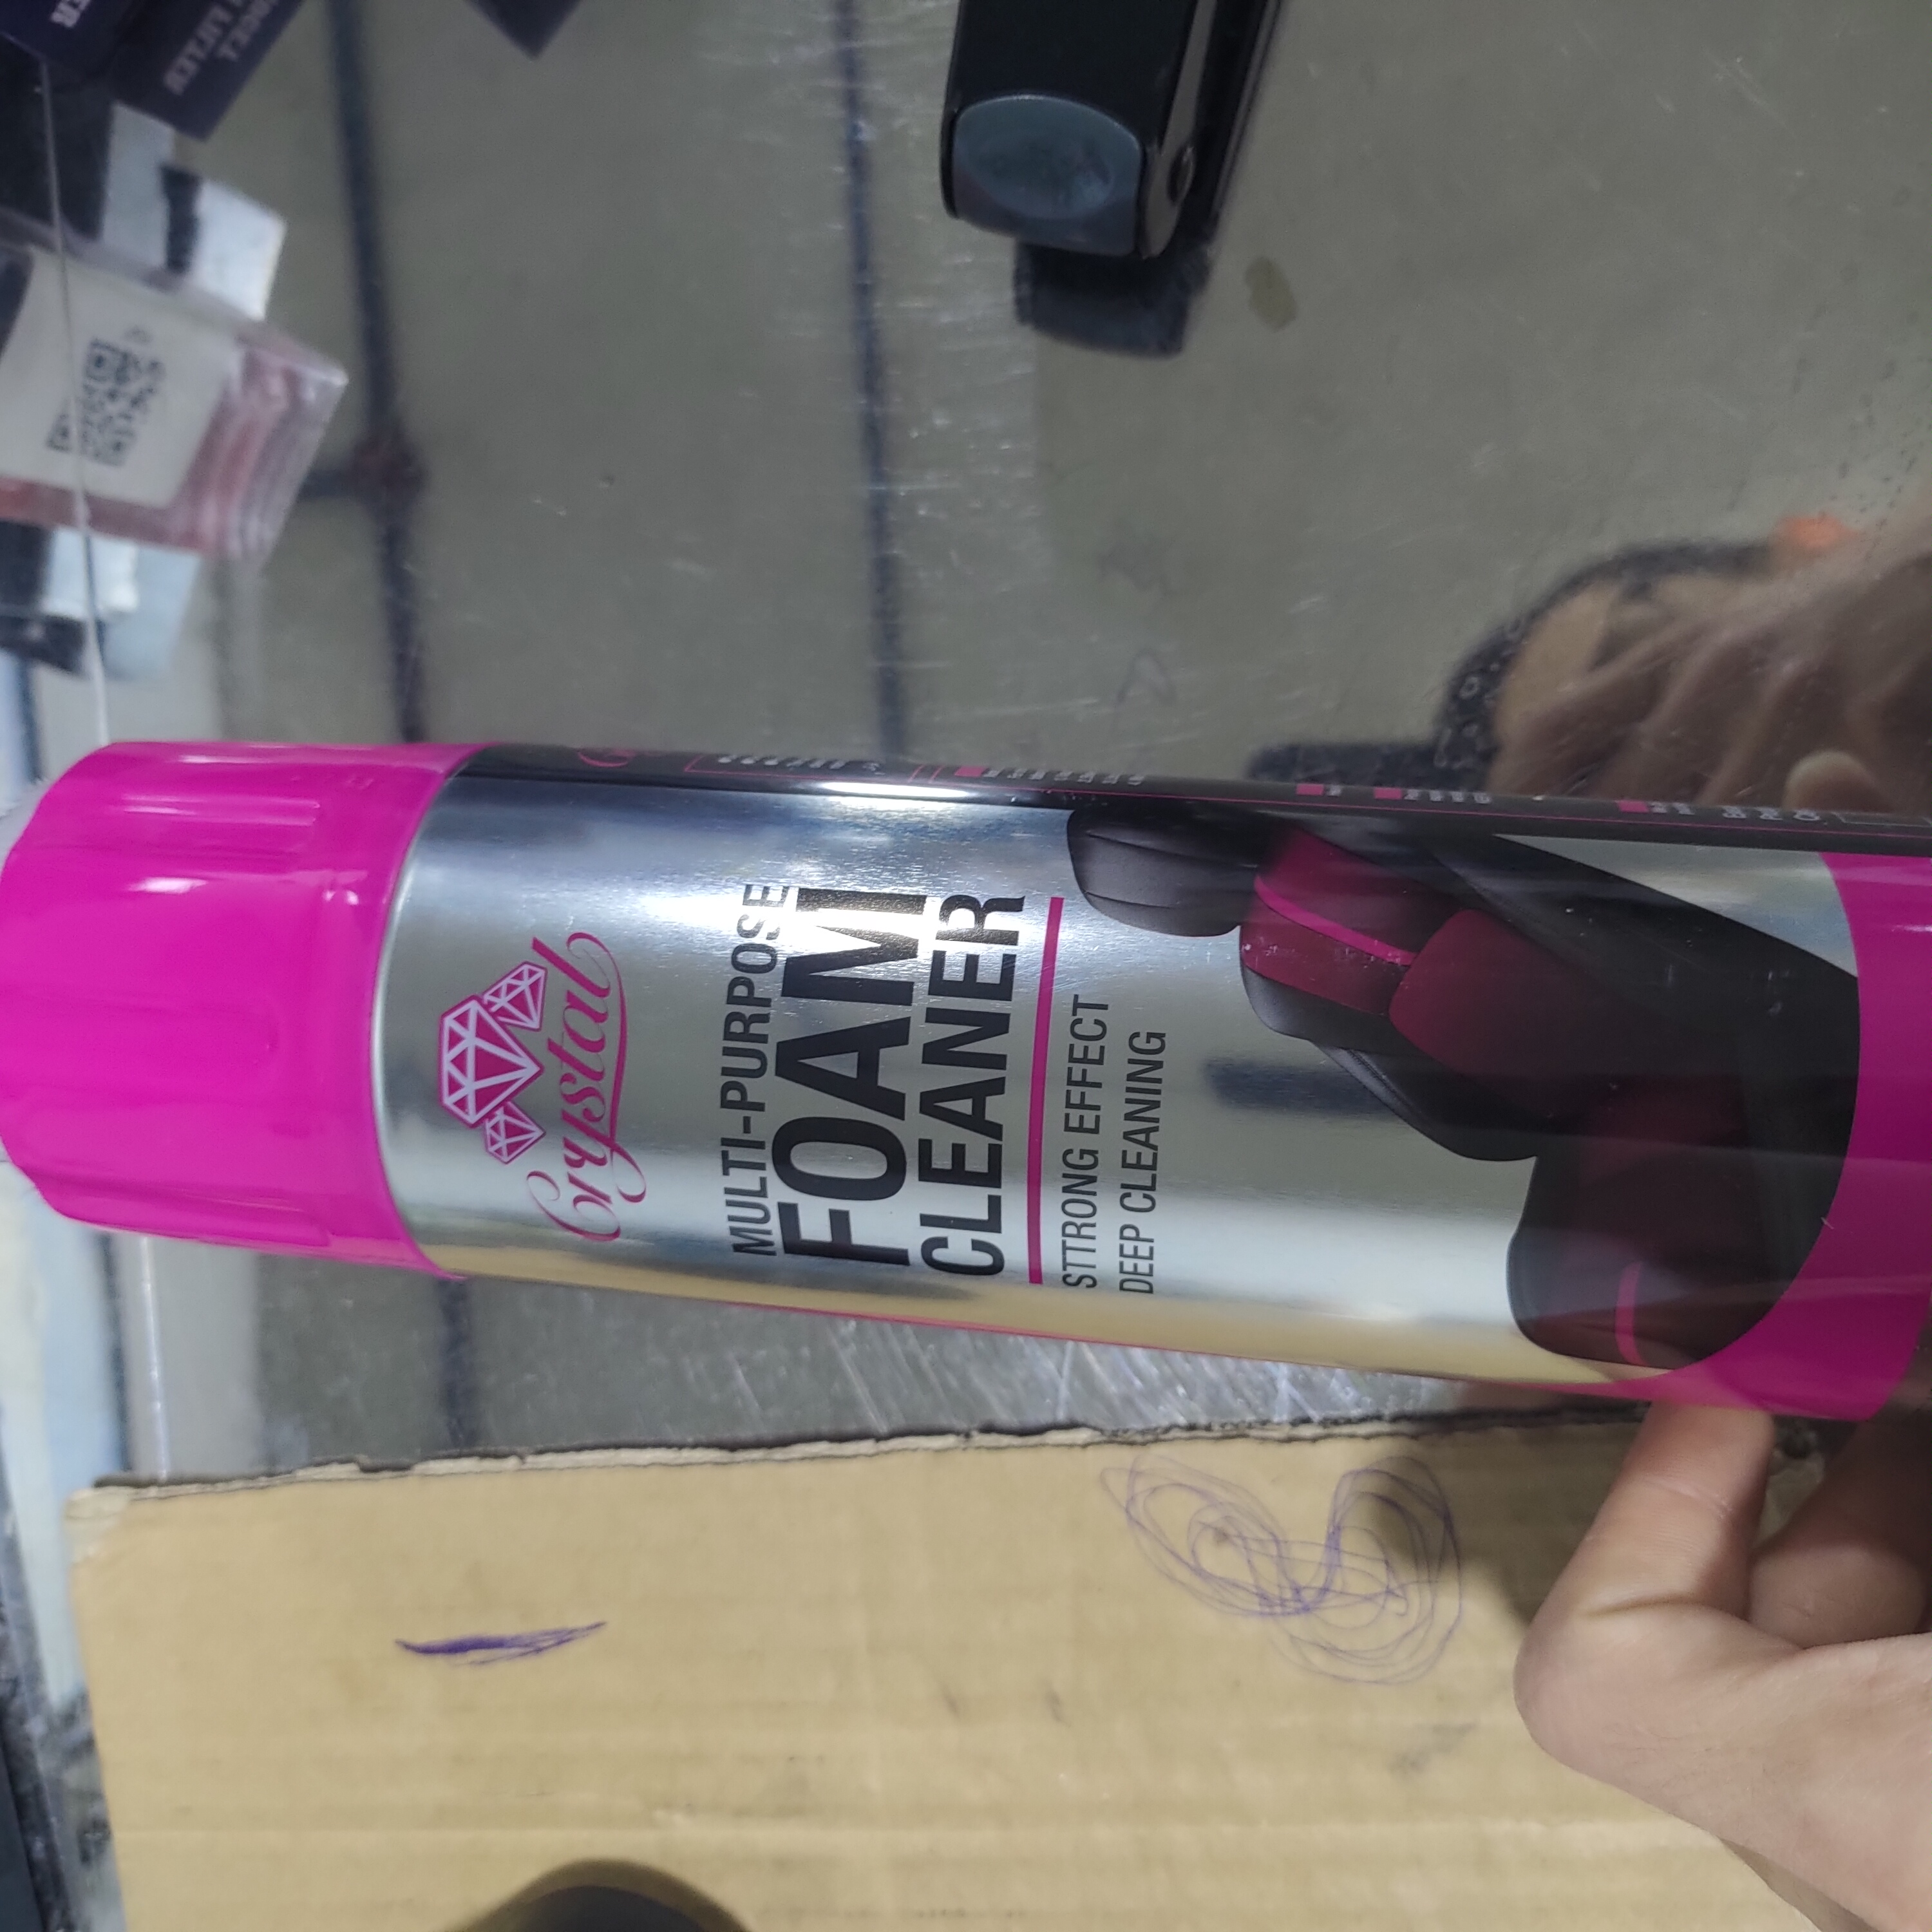 Crystal
MULTI-PURPOSE
FOAM
CLEANER
STTRONG EFFECT
DEEP CLEANING